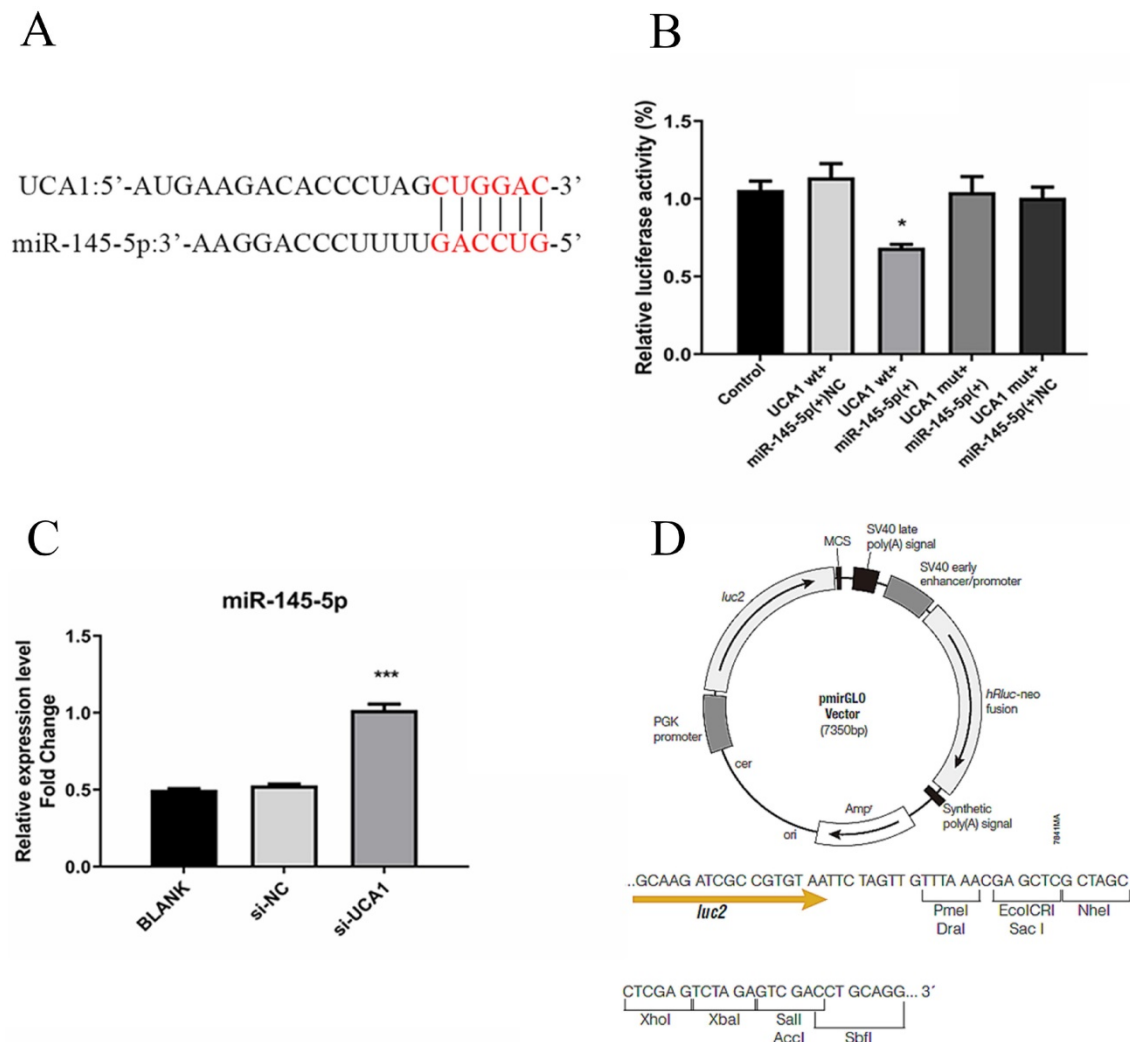 A
UCA1:5’-AUGAAGACACCCUAGCUGGAC-3’
miR-145-5p:3’-AAGGACCCUUUUGACCUG-5’
B
Relative luciferase activity (%)
1.5
1.0
0.5
0.0
*
Control
UCA1 wt+
miR-145-5p(+)NC
UCA1 wt+
miR-145-5p(+)
UCA1 mut+
miR-145-5p(+)
UCA1 mut+
miR-145-5p(+)NC
C
miR-145-5p
Relative expression level
Fold Change
1.5
1.0
0.5
0.0
***
BLANK
si-NC
si-UCA1
D
MCS
SV40 late
poly(A) signal
SV40 early
enhancer/promoter
luc2
hRluc-neo
fusion
pmirGLO
Vector
(7350bp)
PGK
promoter
cer
ori
Ampʳ
Synthetic
poly(A) signal
7841MA
..GCAAG ATCGC CGTGT AATTC TAGTT GTTTA AACGA GCTCG CTAGC
luc2
PmeI
DraI
EcoICRI
Sac I
NheI
CTCGA GTCTA GAGTC GACCT GCAGG... 3´
XhoI
XbaI
SalI
AccI
SbfI